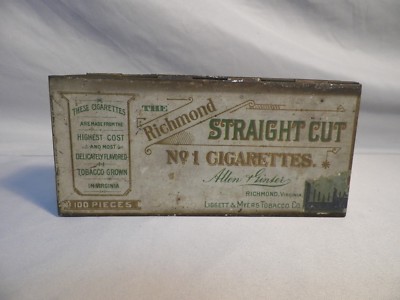 THESE CIGARETTES
ARE MADE FROM THE
HIGHEST COST
AND MOST
DELICATELY FLAVORED
TOBACCO GROWN
IN VIRGINIA
100 PIECES
THE
Richmond
STRAIGHT CUT
No 1 CIGARETTES.
Allen & Ginter
RICHMOND, VIRGINIA
LIGGETT & MYERS TOBACCO CO.